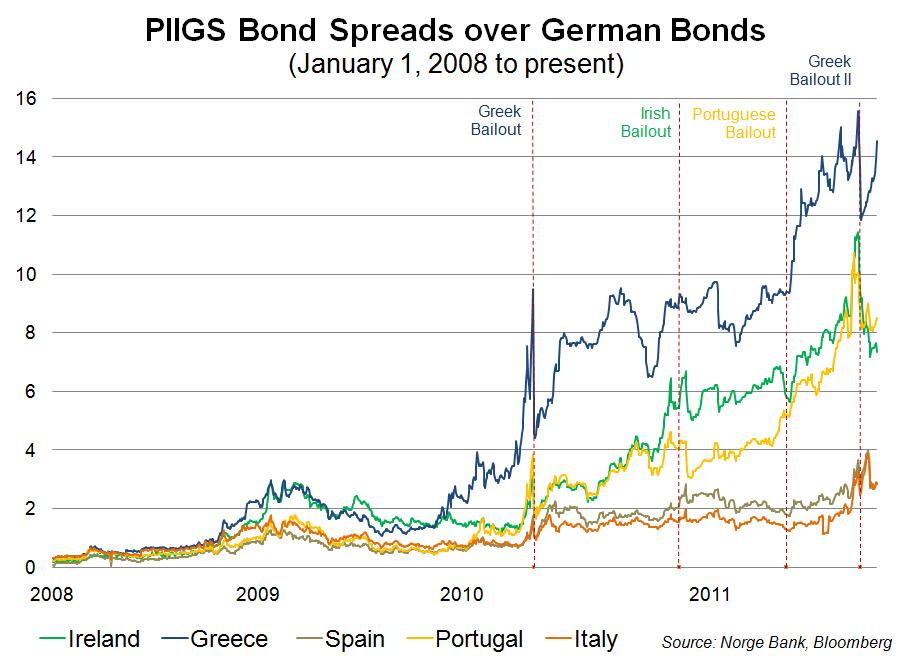 PIIGS Bond Spreads over German Bonds
(January 1, 2008 to present)
Greek
Bailout
Irish
Bailout
Portuguese
Bailout
Greek
Bailout II
16
14
12
10
8
6
4
2
0
2008 2009 2010 2011
Ireland Greece Spain Portugal Italy
Source: Norge Bank, Bloomberg